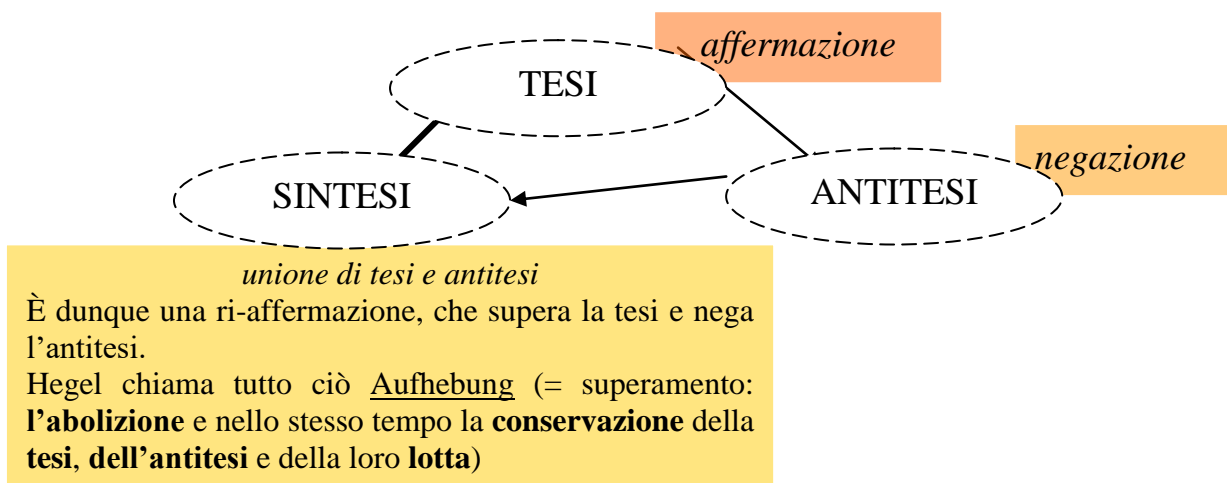 affermazione
TESI
negazione
SINTESI
ANTITESI
unione di tesi e antitesi
È dunque una ri-affermazione, che supera la tesi e nega
l’antitesi.
Hegel chiama tutto ciò Aufhebung (= superamento:
l’abolizione e nello stesso tempo la conservazione della
tesi, dell’antitesi e della loro lotta)